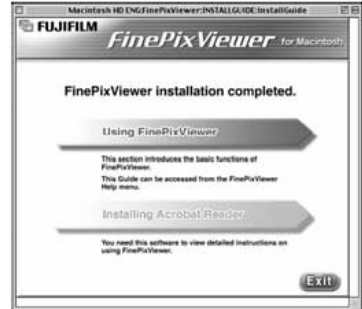 Macintosh HD ENG:FinePixViewer:INSTALLGUIDE:InstallGuide
FUJIFILM
FinePixViewer for Macintosh
FinePixViewer installation completed.
Using FinePixViewer
This section introduces the basic functions of
FinePixViewer.
This Guide can be accessed from the FinePixViewer
Help menu.
Installing Acrobat Reader
You need this software to view detailed instructions on
using FinePixViewer.
Exit